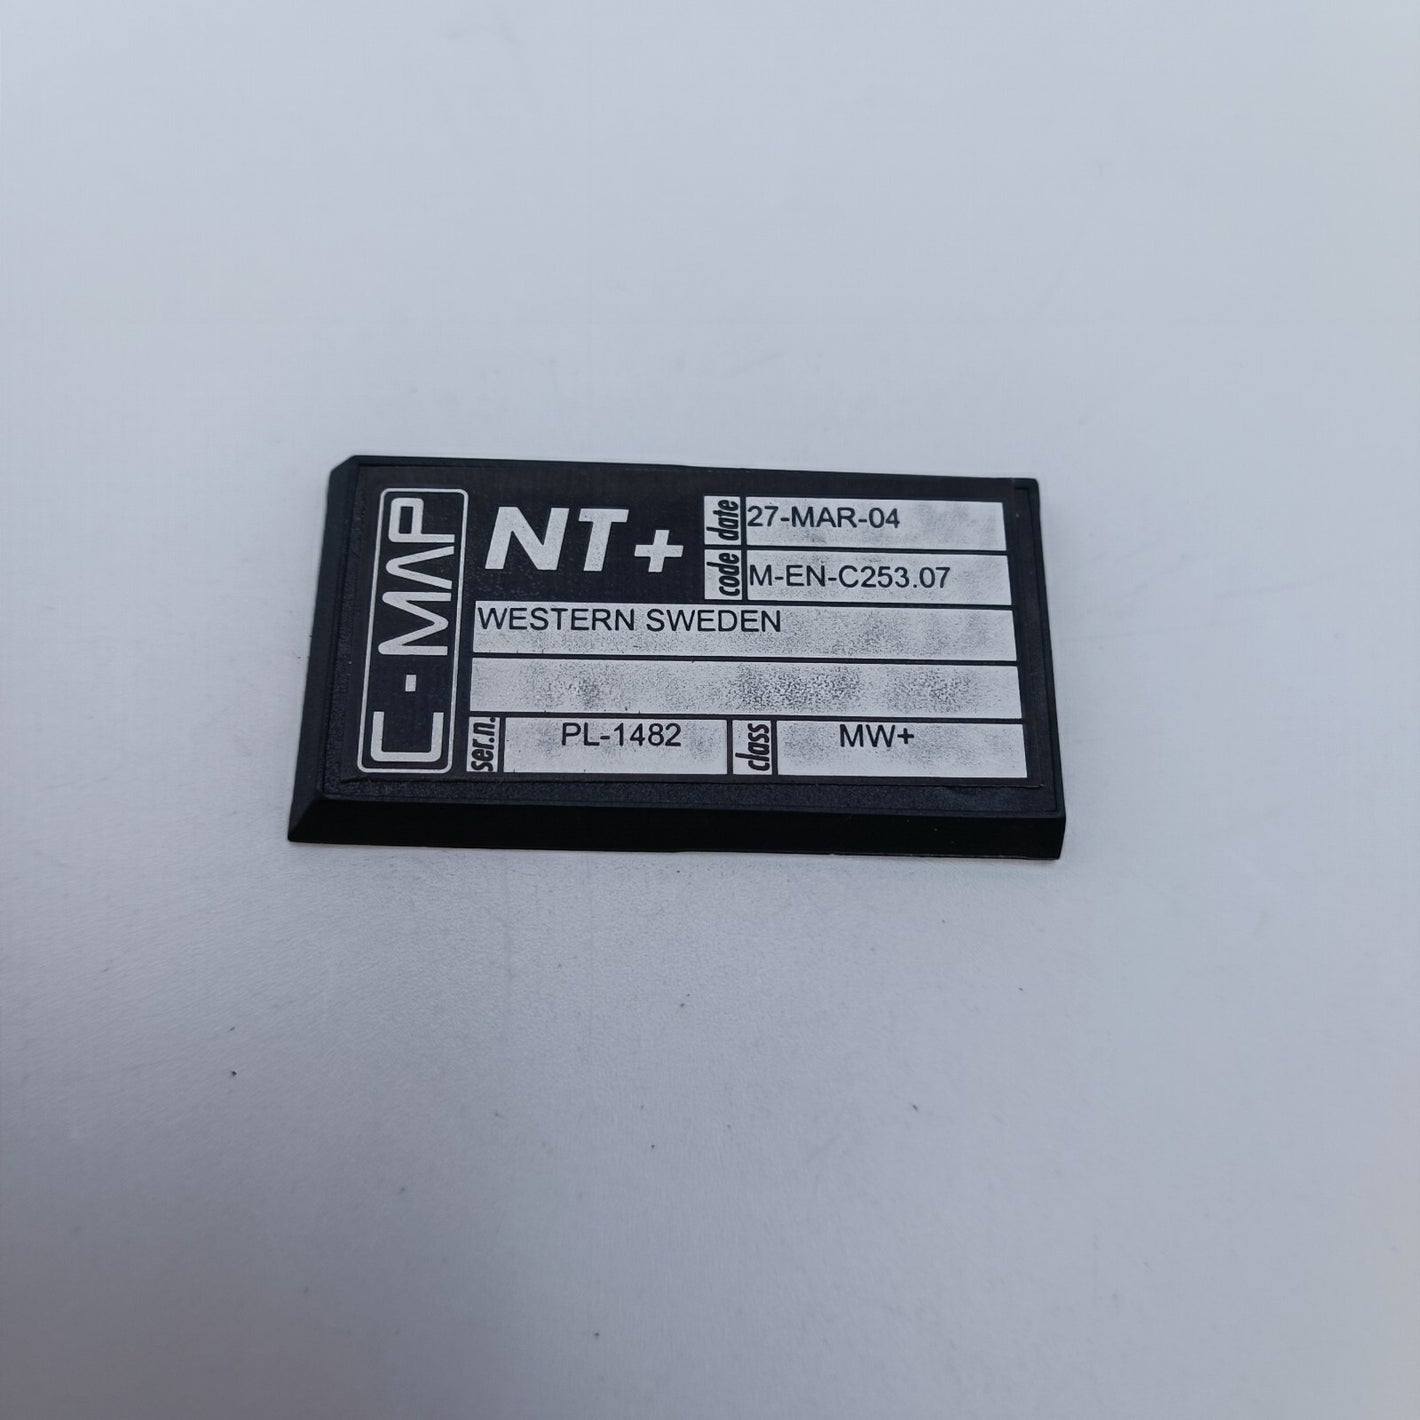 C-MAP
NT+
date 27-MAR-04
code M-EN-C253.07
WESTERN SWEDEN
ser.n. PL-1482 class MW+